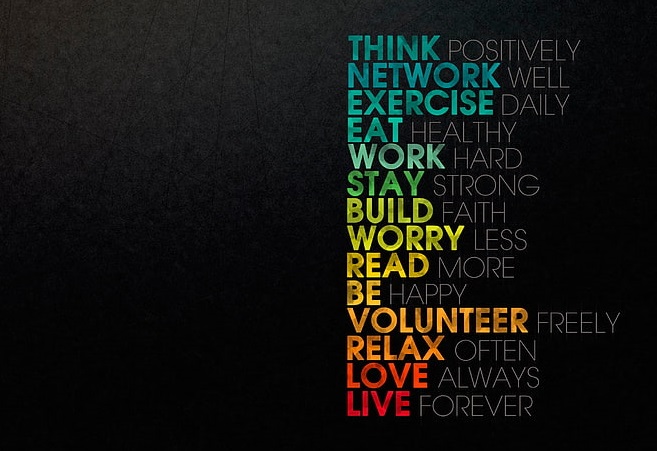 THINK POSITIVELY
NETWORK WELL
EXERCISE DAILY
EAT HEALTHY
WORK HARD
STAY STRONG
BUILD FAITH
WORRY LESS
READ MORE
BE HAPPY
VOLUNTEER FREELY
RELAX OFTEN
LOVE ALWAYS
LIVE FOREVER